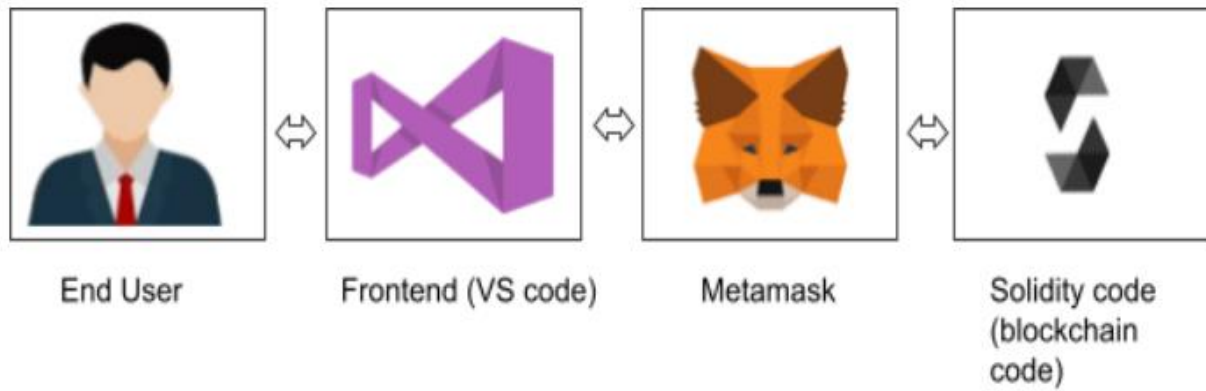 End User
Frontend (VS code)
Metamask
Solidity code
(blockchain
code)